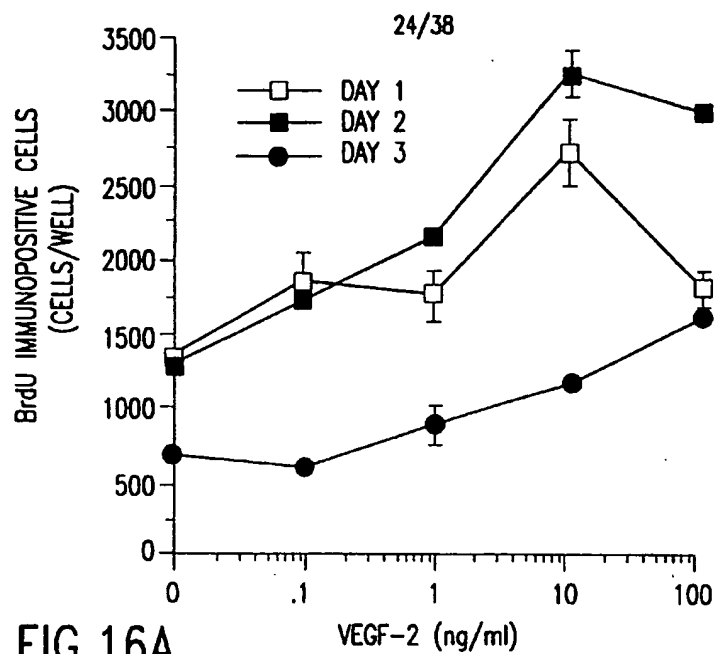 24/38
3500
3000
2500
2000
1500
1000
500
0
BrdU IMMUNOPOSITIVE CELLS
(CELLS/WELL)
DAY 1
DAY 2
DAY 3
0 .1 1 10 100
VEGF-2 (ng/ml)
FIG.16A